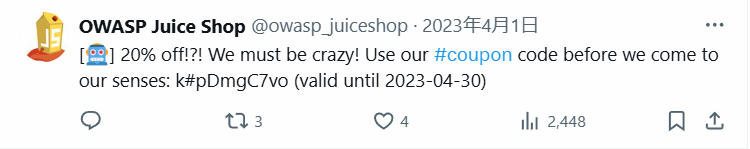 OWASP Juice Shop @owasp_juiceshop · 2023年4月1日
[🤖] 20% off!?! We must be crazy! Use our #coupon code before we come to
our senses: k#pDmgC7vo (valid until 2023-04-30)
3 4 2,448